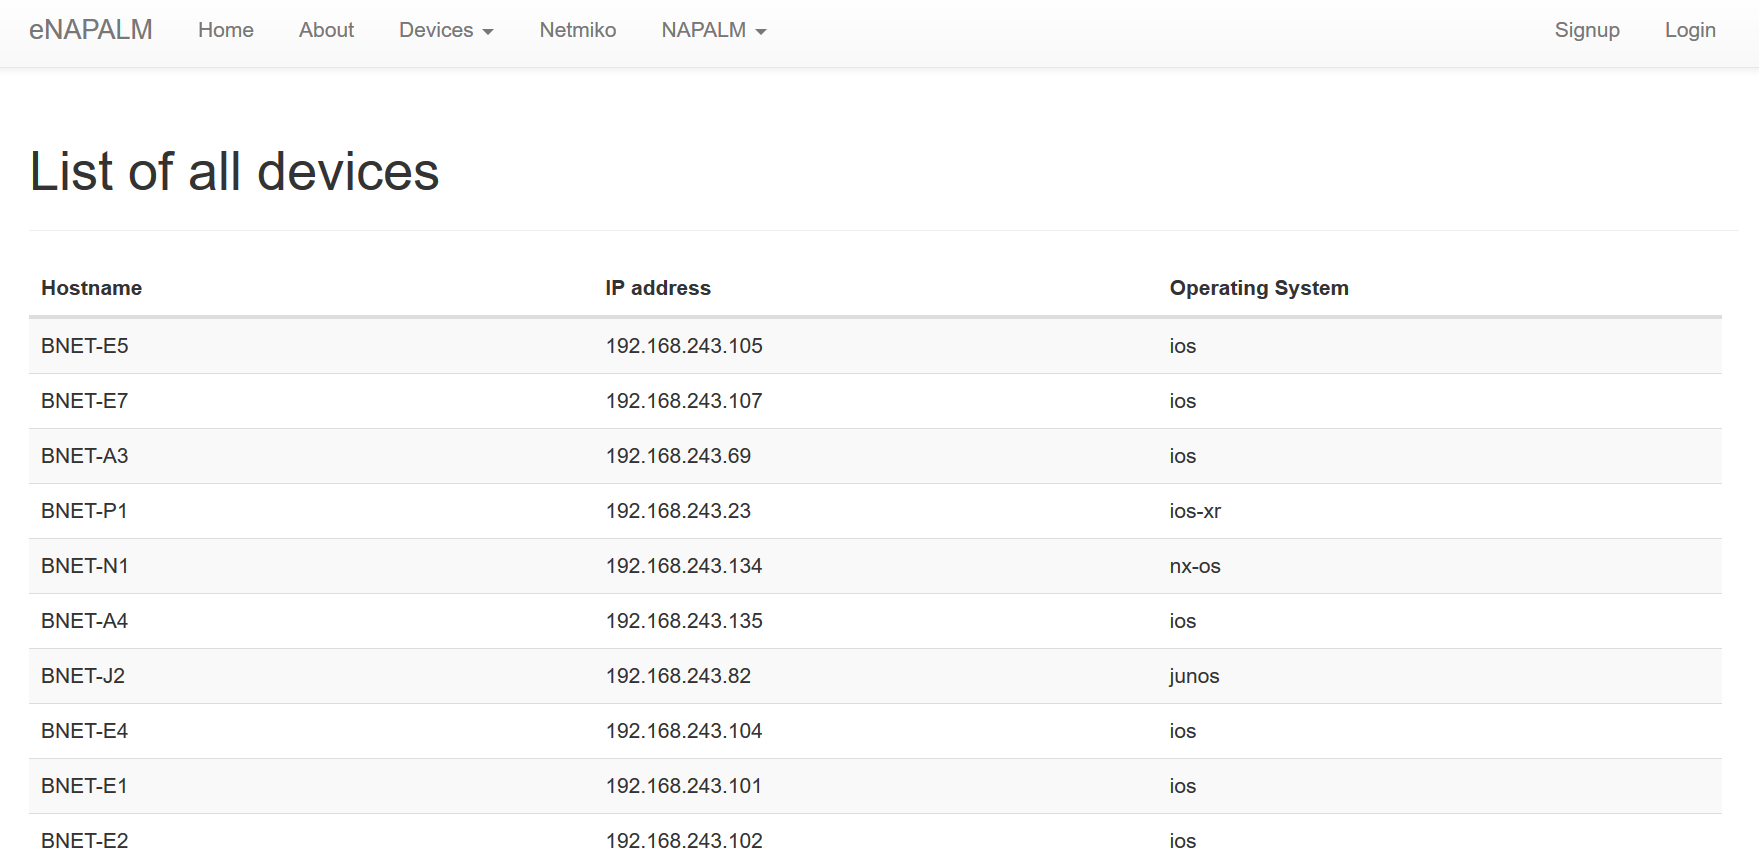 eNAPALM Home About Devices Netmiko NAPALM Signup Login
List of all devices
Hostname IP address Operating System
BNET-E5 192.168.243.105 ios
BNET-E7 192.168.243.107 ios
BNET-A3 192.168.243.69 ios
BNET-P1 192.168.243.23 ios-xr
BNET-N1 192.168.243.134 nx-os
BNET-A4 192.168.243.135 ios
BNET-J2 192.168.243.82 junos
BNET-E4 192.168.243.104 ios
BNET-E1 192.168.243.101 ios
BNET-E2 192.168.243.102 ios